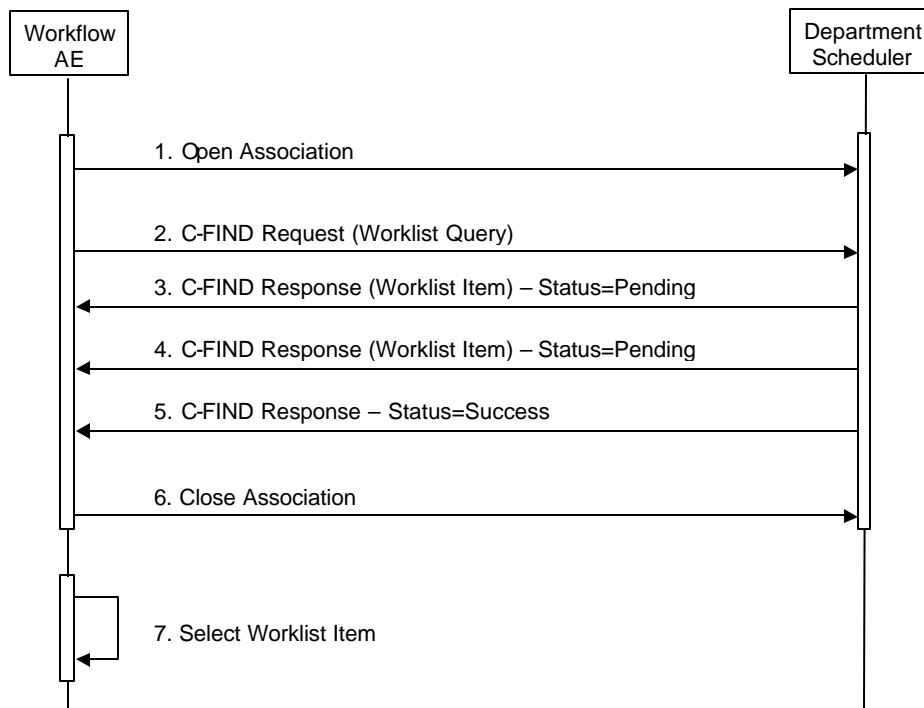 Workflow
AE
Department
Scheduler
1. Open Association
2. C-FIND Request (Worklist Query)
3. C-FIND Response (Worklist Item) – Status=Pending
4. C-FIND Response (Worklist Item) – Status=Pending
5. C-FIND Response – Status=Success
6. Close Association
7. Select Worklist Item